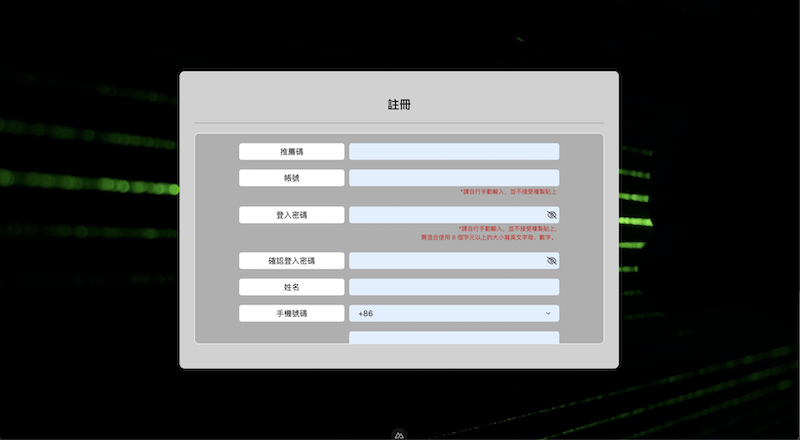 註冊
推薦碼
帳號
*請自行手動輸入，並不接受複製貼上
登入密碼
*請自行手動輸入，並不接受複製貼上,
需混合使用 8 個字元以上的大小寫英文字母、數字。
確認登入密碼
姓名
手機號碼
+86